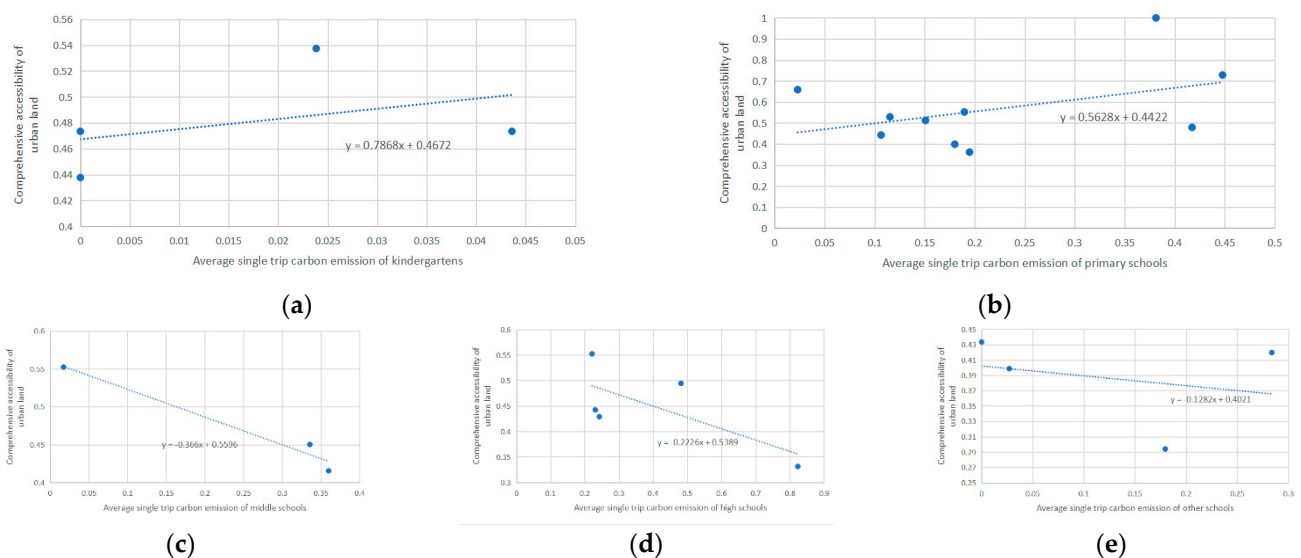 Comprehensive accessibility of
urban land
0.56
0.54
0.52
0.5
0.48
0.46
0.44
0.42
0.4
y = 0.7868x + 0.4672
0 0.005 0.01 0.015 0.02 0.025 0.03 0.035 0.04 0.045 0.05
Average single trip carbon emission of kindergartens
(a)
Comprehensive accessibility of
urban land
1
0.9
0.8
0.7
0.6
0.5
0.4
0.3
0.2
0.1
0
y = 0.5628x + 0.4422
0 0.05 0.1 0.15 0.2 0.25 0.3 0.35 0.4 0.45 0.5
Average single trip carbon emission of primary schools
(b)
Comprehensive accessibility of
urban land
0.6
0.55
0.5
0.45
0.4
y = -0.366x + 0.5596
0 0.05 0.1 0.15 0.2 0.25 0.3 0.35 0.4
Average single trip carbon emission of middle schools
(c)
Comprehensive accessibility of
urban land
0.6
0.55
0.5
0.45
0.4
0.35
0.3
y = -0.2226x + 0.5389
0 0.1 0.2 0.3 0.4 0.5 0.6 0.7 0.8 0.9
Average single trip carbon emission of high schools
(d)
Comprehensive accessibility of
urban land
0.45
0.43
0.41
0.39
0.37
0.35
0.33
0.31
0.29
0.27
0.25
y = -0.1282x + 0.4021
0 0.05 0.1 0.15 0.2 0.25 0.3
Average single trip carbon emission of other schools
(e)